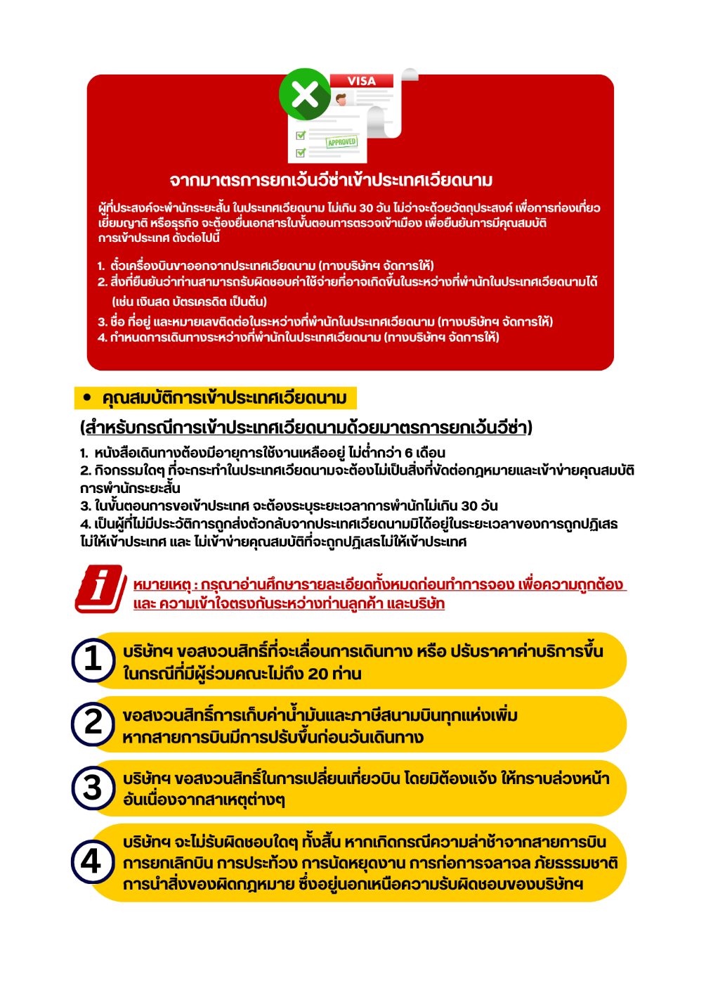 VISA
APPROVED
จากมาตรการยกเว้นวีซ่าเข้าประเทศเวียดนาม
ผู้ที่ประสงค์จะพำนักระยะสั้น ในประเทศเวียดนาม ไม่เกิน 30 วัน ไม่ว่าจะด้วยวัตถุประสงค์ เพื่อการท่องเที่ยว
เยี่ยมญาติ หรือธุรกิจ จะต้องยื่นเอกสารในขั้นตอนการตรวจเข้าเมือง เพื่อยืนยันการมีคุณสมบัติ
การเข้าประเทศ ดังต่อไปนี้
1. ตั๋วเครื่องบินขาออกจากประเทศเวียดนาม (ทางบริษัทฯ จัดการให้)
2. สิ่งที่ยืนยันว่าท่านสามารถรับผิดชอบค่าใช้จ่ายที่อาจเกิดขึ้นในระหว่างที่พำนักในประเทศเวียดนามได้
(เช่น เงินสด บัตรเครดิต เป็นต้น)
3. ชื่อ ที่อยู่ และหมายเลขติดต่อในระหว่างที่พำนักในประเทศเวียดนาม (ทางบริษัทฯ จัดการให้)
4. กำหนดการเดินทางระหว่างที่พำนักในประเทศเวียดนาม (ทางบริษัทฯ จัดการให้)
• คุณสมบัติการเข้าประเทศเวียดนาม
(สำหรับกรณีการเข้าประเทศเวียดนามด้วยมาตรการยกเว้นวีซ่า)
1. หนังสือเดินทางต้องมีอายุการใช้งานเหลืออยู่ ไม่ต่ำกว่า 6 เดือน
2. กิจกรรมใดๆ ที่จะกระทำในประเทศเวียดนามจะต้องไม่เป็นสิ่งที่ขัดต่อกฎหมายและเข้าข่ายคุณสมบัติ
การพำนักระยะสั้น
3. ในขั้นตอนการขอเข้าประเทศ จะต้องระบุระยะเวลาการพำนักไม่เกิน 30 วัน
4. เป็นผู้ที่ไม่มีประวัติการถูกส่งตัวกลับจากประเทศเวียดนามมิได้อยู่ในระยะเวลาของการถูกปฏิเสธ
ไม่ให้เข้าประเทศ และ ไม่เข้าข่ายคุณสมบัติที่จะถูกปฏิเสธไม่ให้เข้าประเทศ
i
หมายเหตุ : กรุณาอ่านศึกษารายละเอียดทั้งหมดก่อนทำการจอง เพื่อความถูกต้อง
และ ความเข้าใจตรงกันระหว่างท่านลูกค้า และบริษัท
1
บริษัทฯ ขอสงวนสิทธิ์ที่จะเลื่อนการเดินทาง หรือ ปรับราคาค่าบริการขึ้น
ในกรณีที่มีผู้ร่วมคณะไม่ถึง 20 ท่าน
2
ขอสงวนสิทธิ์การเก็บค่าน้ำมันและภาษีสนามบินทุกแห่งเพิ่ม
หากสายการบินมีการปรับขึ้นก่อนวันเดินทาง
3
บริษัทฯ ขอสงวนสิทธิ์ในการเปลี่ยนเที่ยวบิน โดยมิต้องแจ้ง ให้ทราบล่วงหน้า
อันเนื่องจากสาเหตุต่างๆ
4
บริษัทฯ จะไม่รับผิดชอบใดๆ ทั้งสิ้น หากเกิดกรณีความล่าช้าจากสายการบิน
การยกเลิกบิน การประท้วง การนัดหยุดงาน การก่อการจลาจล ภัยธรรมชาติ
การนำสิ่งของผิดกฎหมาย ซึ่งอยู่นอกเหนือความรับผิดชอบของบริษัทฯ